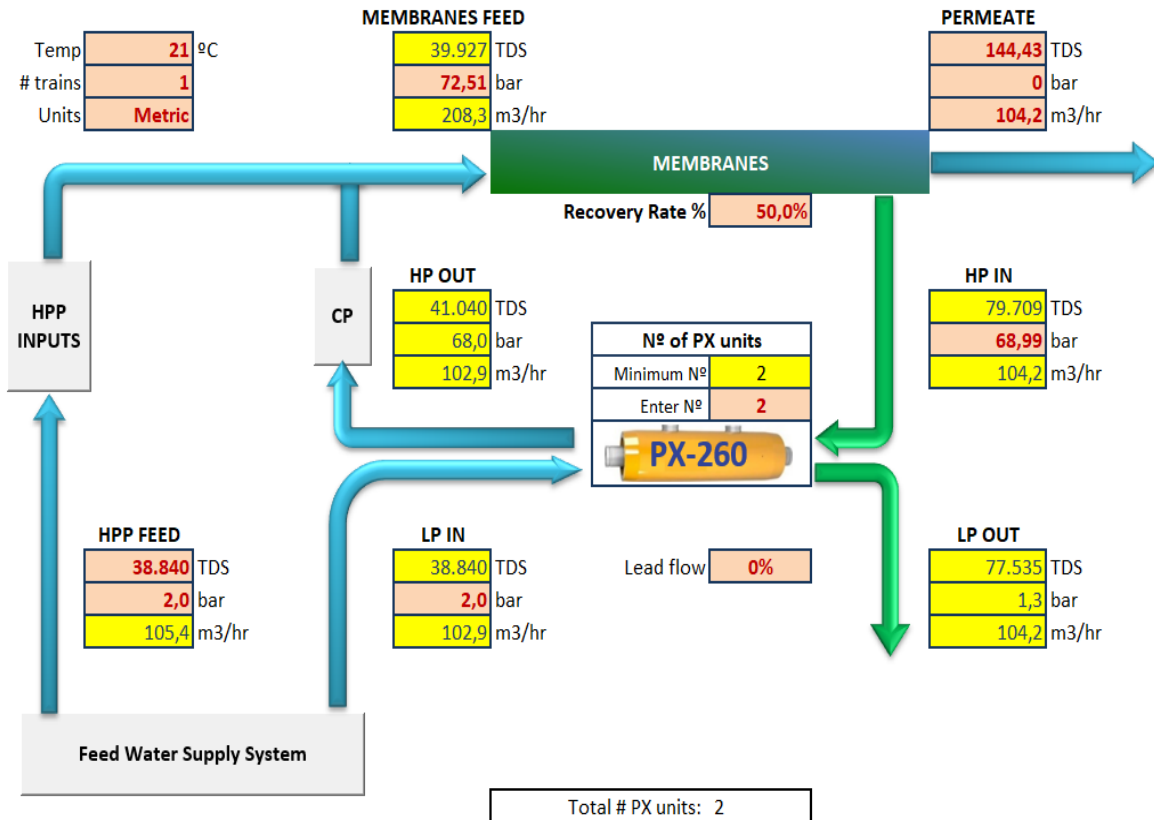 MEMBRANES FEED
PERMEATE
Temp 21 ºC
# trains 1
Units Metric
39.927 TDS
72,51 bar
208,3 m3/hr
144,43 TDS
0 bar
104,2 m3/hr
MEMBRANES
Recovery Rate % 50,0%
HPP INPUTS
CP
HP OUT
41.040 TDS
68,0 bar
102,9 m3/hr
Nº of PX units
Minimum Nº 2
Enter Nº 2
PX-260
HP IN
79.709 TDS
68,99 bar
104,2 m3/hr
HPP FEED
38.840 TDS
2,0 bar
105,4 m3/hr
LP IN
38.840 TDS
2,0 bar
102,9 m3/hr
Lead flow 0%
LP OUT
77.535 TDS
1,3 bar
104,2 m3/hr
Feed Water Supply System
Total # PX units: 2